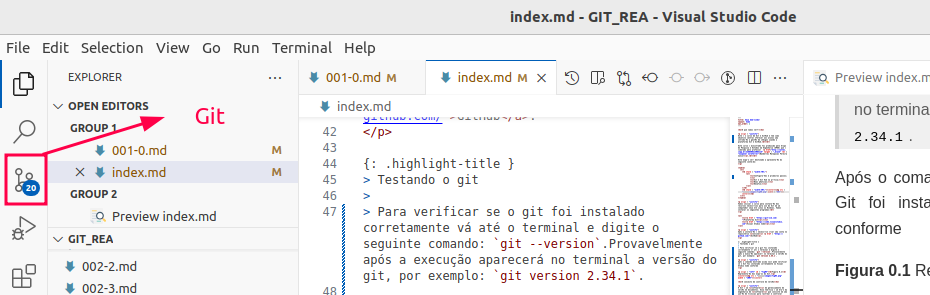 index.md - GIT_REA - Visual Studio Code
File Edit Selection View Go Run Terminal Help
EXPLORER
OPEN EDITORS
GROUP 1
001-0.md M
index.md M
GROUP 2
Preview index.md
GIT_REA
002-2.md
002-3.md
20
Git
001-0.md M
index.md M
index.md
github.com/">GitHub</a>.
42 </p>
43
44 {: .highlight-title }
45 > Testando o git
46 >
47 > Para verificar se o git foi instalado
corretamente vá até o terminal e digite o
seguinte comando: `git --version`.Provavelmente
após a execução aparecerá no terminal a versão do
git, por exemplo: `git version 2.34.1`.
48
Preview index.m
no termina
2.34.1 .
Após o coma
Git foi insta
conforme
Figura 0.1 Re